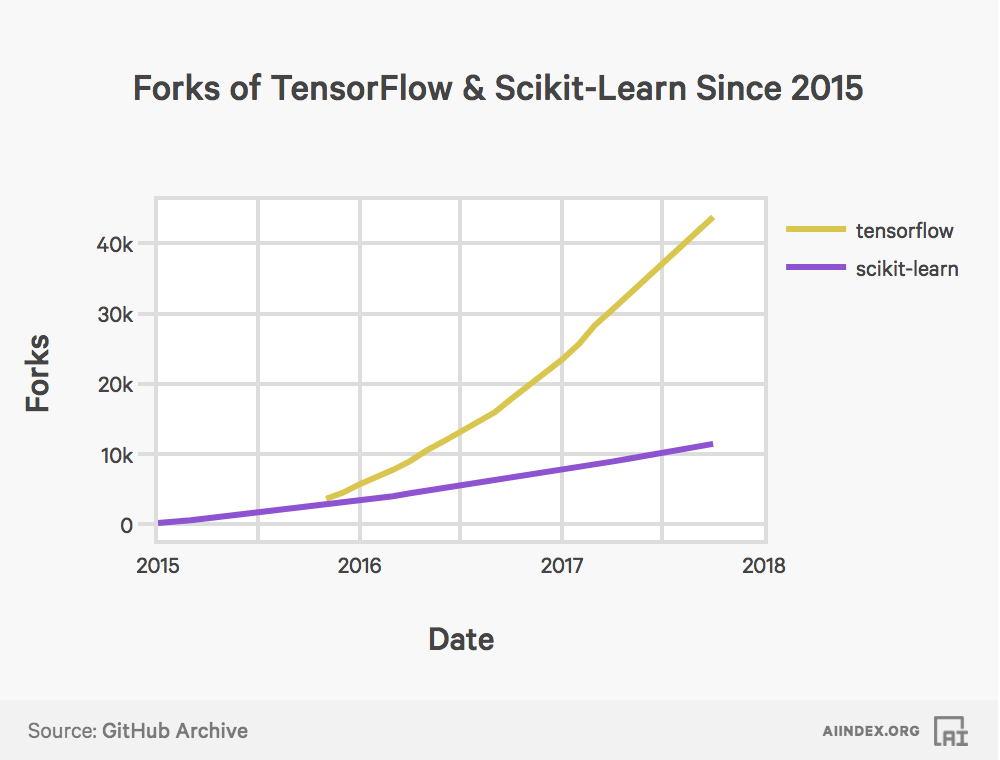 Forks of TensorFlow & Scikit-Learn Since 2015
tensorflow
scikit-learn
40k
30k
20k
10k
0
Forks
2015 2016 2017 2018
Date
Source: GitHub Archive
AIINDEX.ORG AI